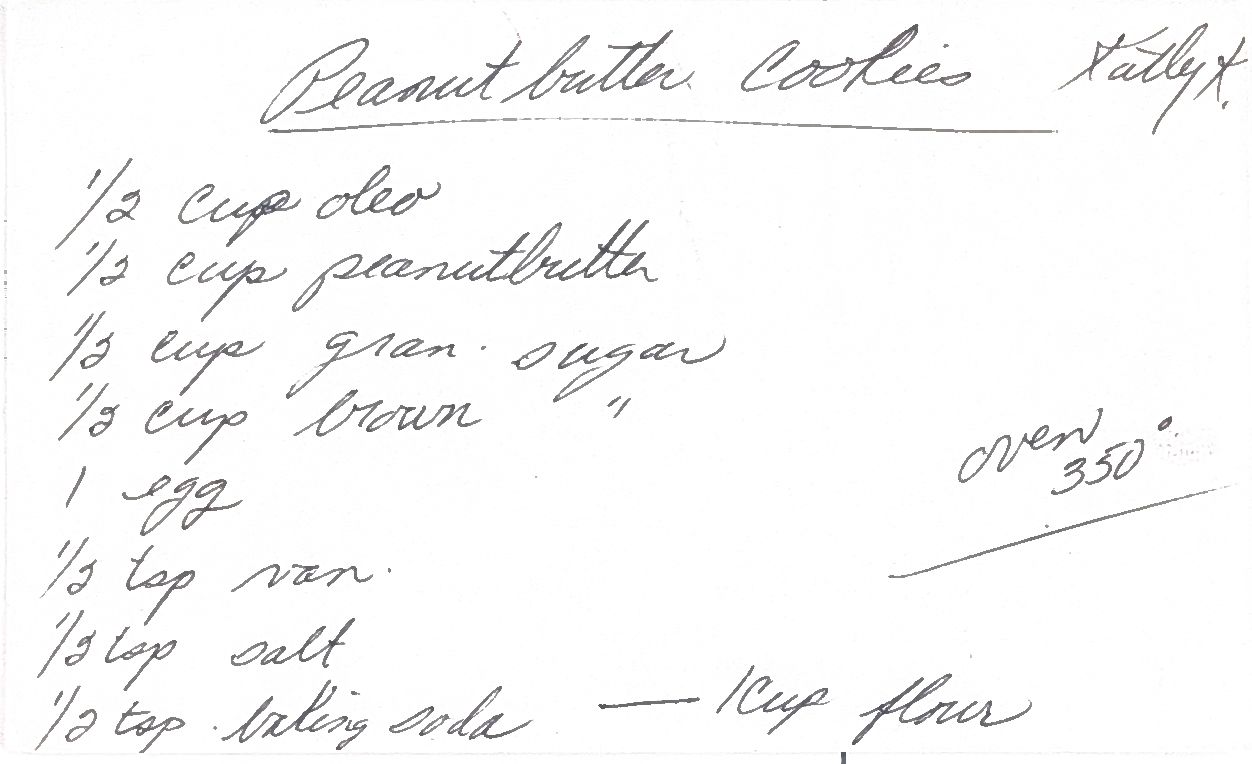 Peanut butter Cookies Kathy K.
1/2 cup oleo
1/2 cup peanutbutter
1/2 cup gran. sugar
1/2 cup brown "
1 egg
oven 350°
1/2 tsp van.
1/2 tsp salt
1/2 tsp. baking soda — 1 cup flour